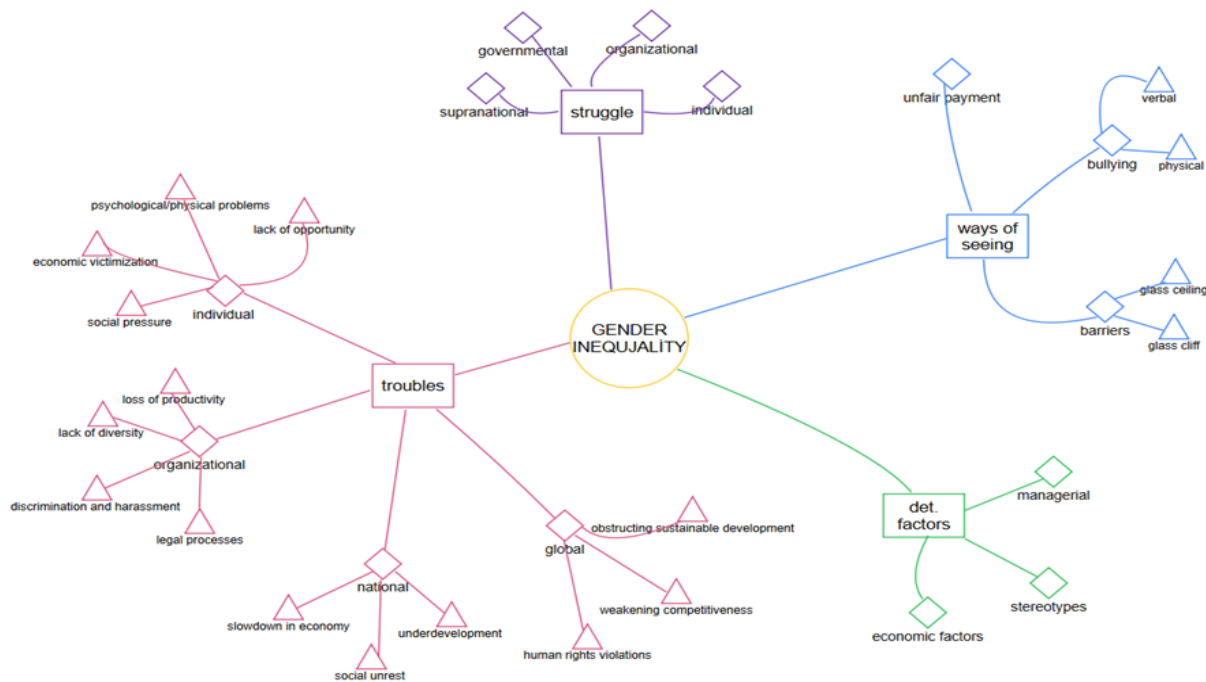 governmental
organizational
supranational
struggle
individual
unfair payment
verbal
bullying
physical
ways of
seeing
glass ceiling
barriers
glass cliff
psychological/physical problems
lack of opportunity
economic victimization
social pressure
individual
GENDER
INEQUJALİTY
troubles
loss of productivity
lack of diversity
organizational
discrimination and harassment
legal processes
obstructing sustainable development
global
national
weakening competitiveness
slowdown in economy
underdevelopment
human rights violations
social unrest
managerial
det.
factors
stereotypes
economic factors